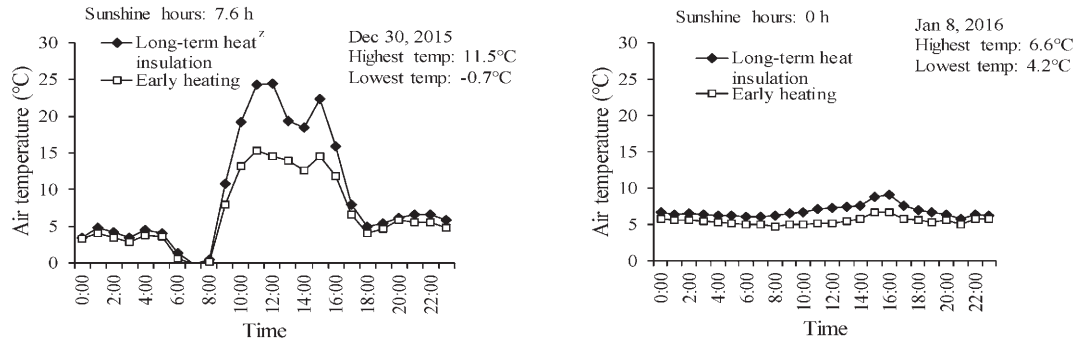 Sunshine hours: 7.6 h
Long-term heat z
insulation
Early heating
Dec 30, 2015
Highest temp: 11.5°C
Lowest temp: -0.7°C
Air temperature (°C)
30
25
20
15
10
5
0
0:00
2:00
4:00
6:00
8:00
10:00
12:00
14:00
16:00
18:00
20:00
22:00
Time
Sunshine hours: 0 h
Long-term heat
insulation
Early heating
Jan 8, 2016
Highest temp: 6.6°C
Lowest temp: 4.2°C
Air temperature (°C)
30
25
20
15
10
5
0
0:00
2:00
4:00
6:00
8:00
10:00
12:00
14:00
16:00
18:00
20:00
22:00
Time